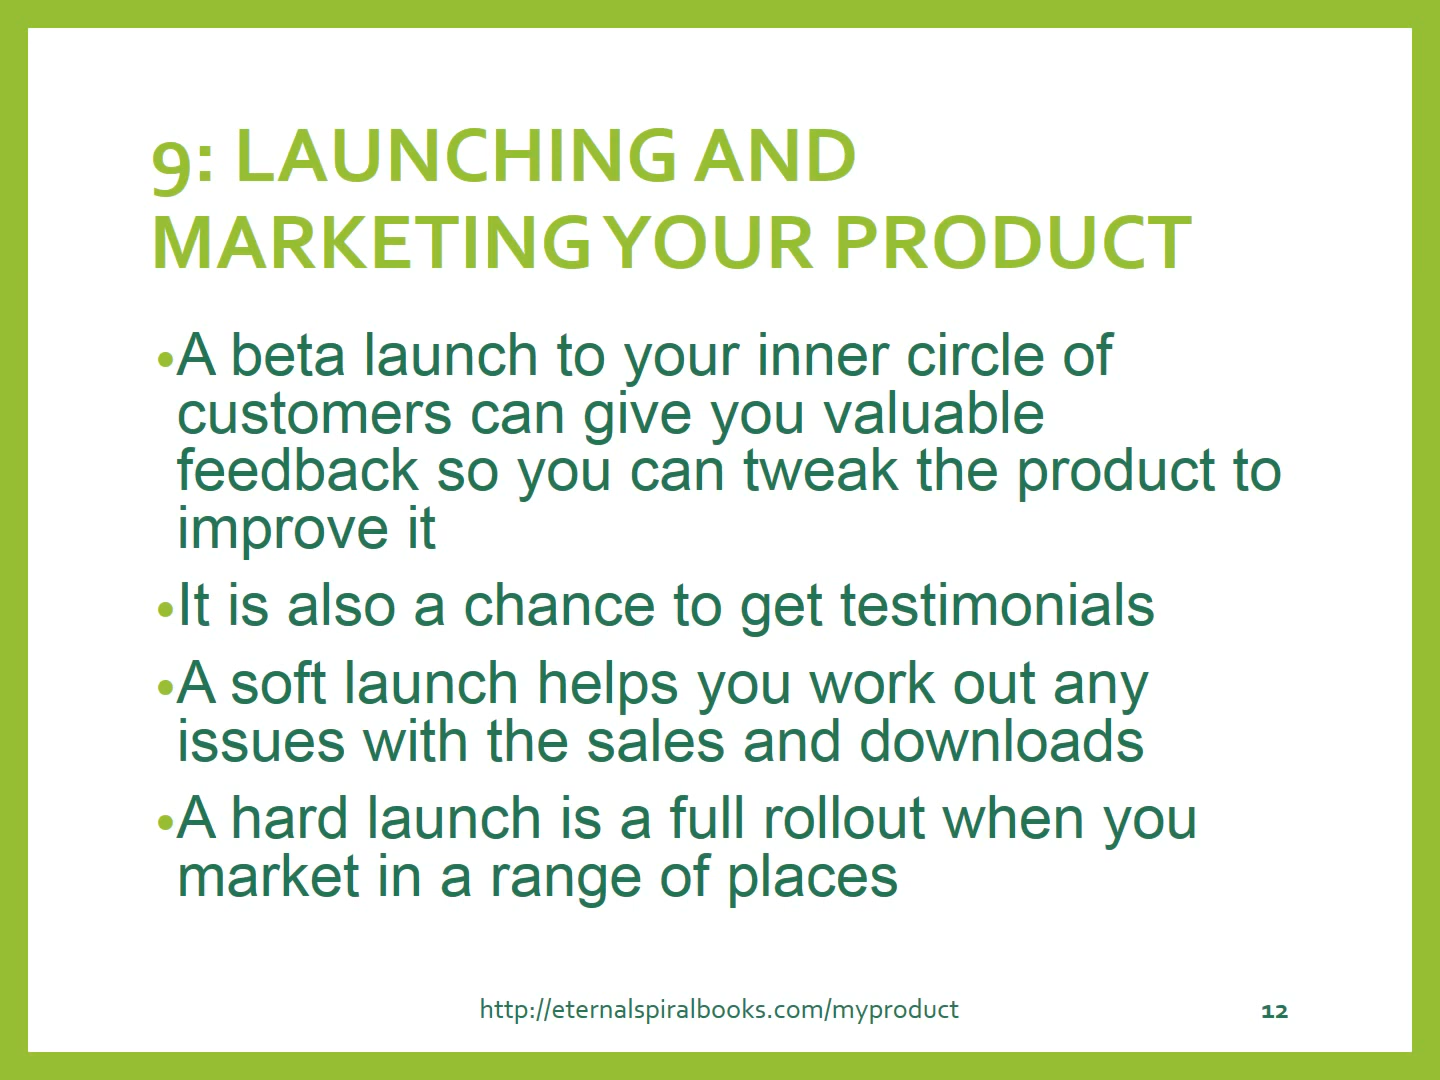 9: LAUNCHING AND
MARKETING YOUR PRODUCT
•A beta launch to your inner circle of
customers can give you valuable
feedback so you can tweak the product to
improve it
•It is also a chance to get testimonials
•A soft launch helps you work out any
issues with the sales and downloads
•A hard launch is a full rollout when you
market in a range of places
http://eternalspiralbooks.com/myproduct
12